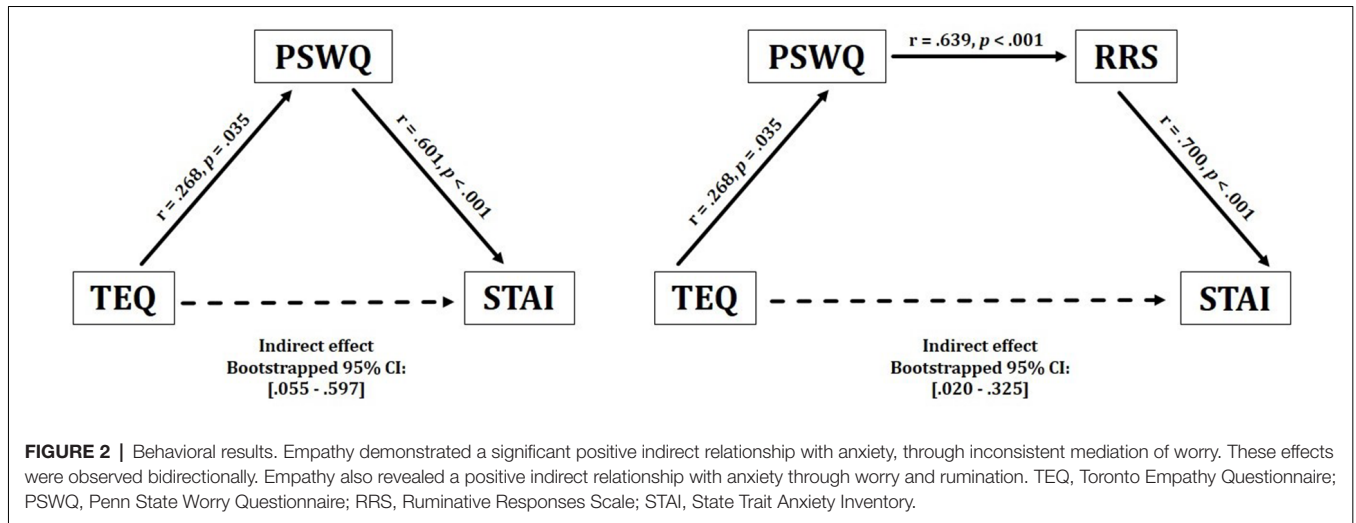 PSWQ
r = .268, p = .035
r = .601, p < .001
TEQ
STAI
Indirect effect
Bootstrapped 95% CI:
[.055 - .597]
PSWQ
r = .639, p < .001
RRS
r = .268, p = .035
r = .700, p < .001
TEQ
STAI
Indirect effect
Bootstrapped 95% CI:
[.020 - .325]
FIGURE 2 | Behavioral results. Empathy demonstrated a significant positive indirect relationship with anxiety, through inconsistent mediation of worry. These effects
were observed bidirectionally. Empathy also revealed a positive indirect relationship with anxiety through worry and rumination. TEQ, Toronto Empathy Questionnaire;
PSWQ, Penn State Worry Questionnaire; RRS, Ruminative Responses Scale; STAI, State Trait Anxiety Inventory.